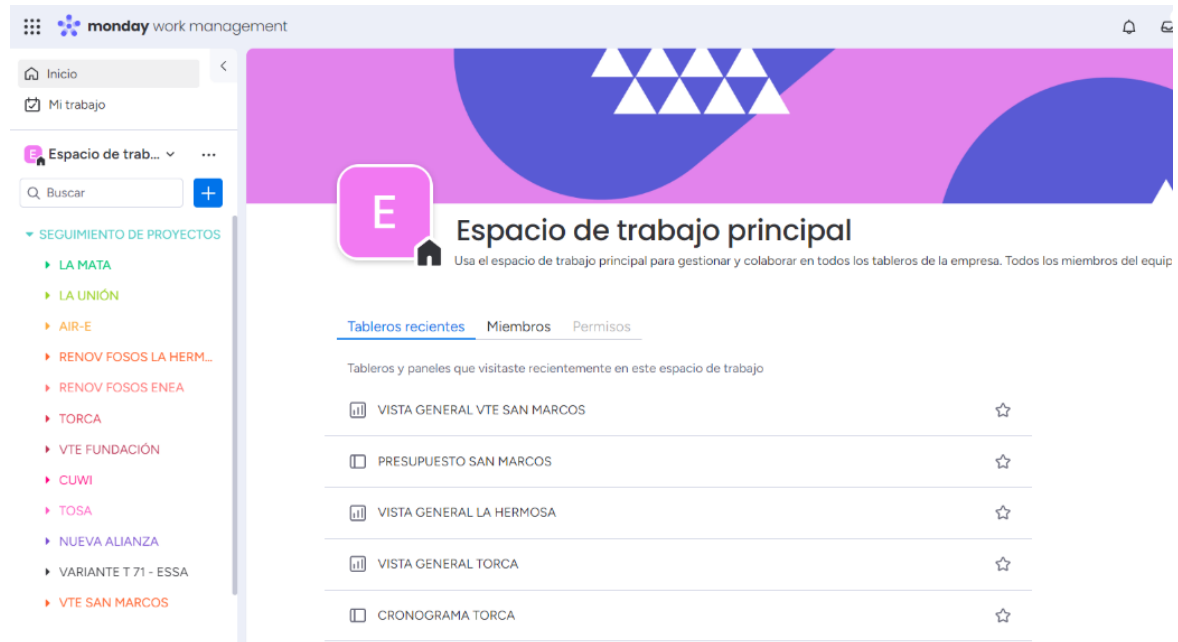 monday work management
Inicio
Mi trabajo
E
Espacio de trab...
Buscar
SEGUIMIENTO DE PROYECTOS
LA MATA
LA UNIÓN
AIR-E
RENOV FOSOS LA HERM...
RENOV FOSOS ENEA
TORCA
VTE FUNDACIÓN
CUWI
TOSA
NUEVA ALIANZA
VARIANTE T 71 - ESSA
VTE SAN MARCOS
E
Espacio de trabajo principal
Usa el espacio de trabajo principal para gestionar y colaborar en todos los tableros de la empresa. Todos los miembros del equip
Tableros recientes Miembros Permisos
Tableros y paneles que visitaste recientemente en este espacio de trabajo
VISTA GENERAL VTE SAN MARCOS
PRESUPUESTO SAN MARCOS
VISTA GENERAL LA HERMOSA
VISTA GENERAL TORCA
CRONOGRAMA TORCA